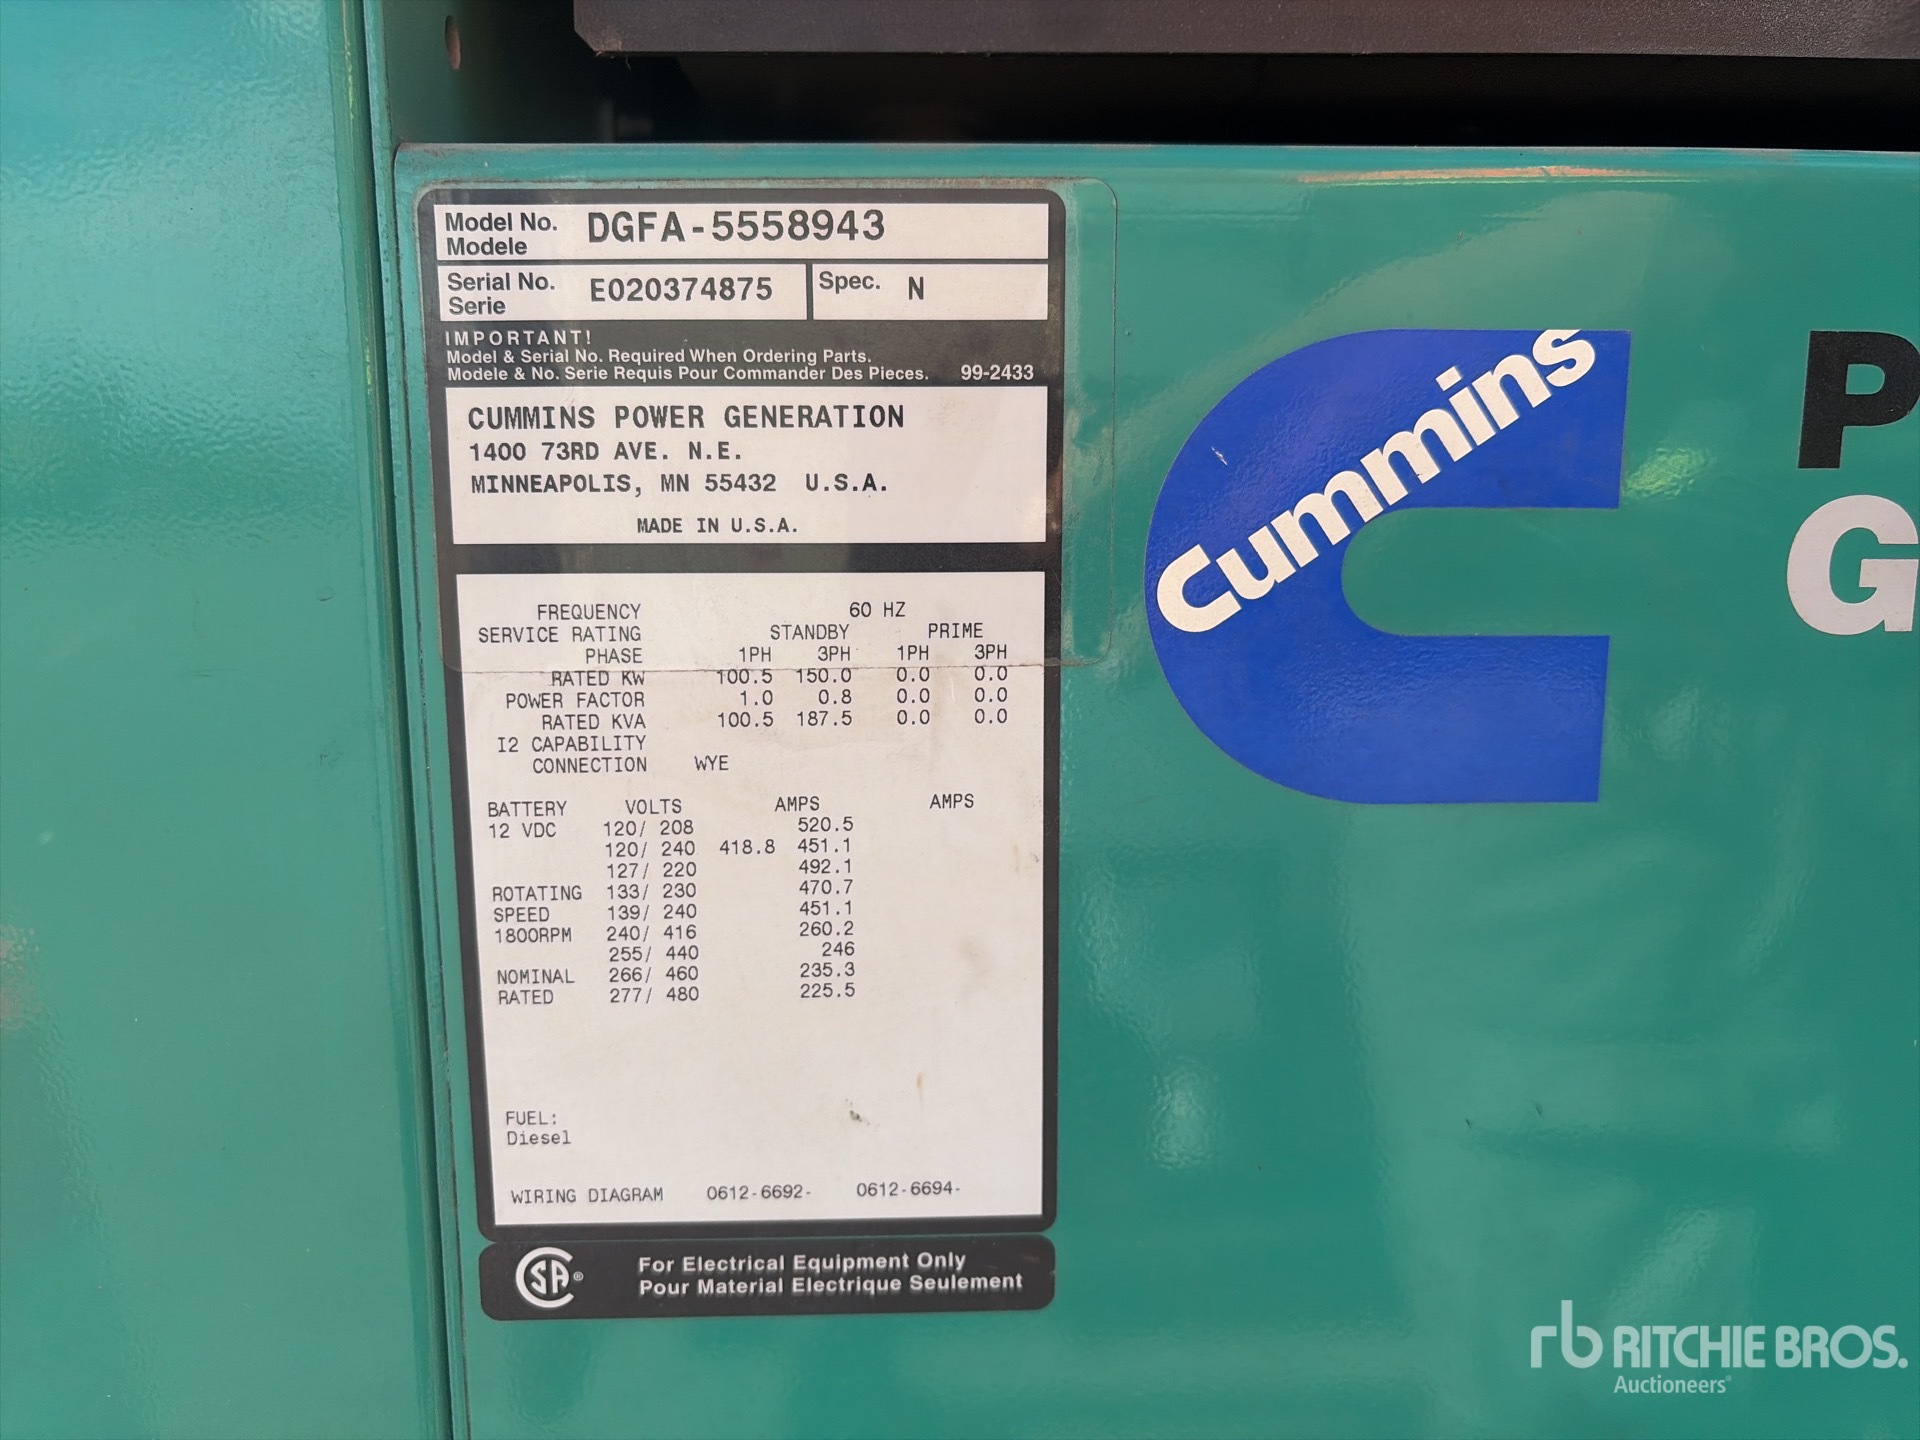 Model No. DGFA-5558943
Modele
Serial No. E020374875 Spec. N
Serie
IMPORTANT!
Model & Serial No. Required When Ordering Parts.
Modele & No. Serie Requis Pour Commander Des Pieces. 99-2433
CUMMINS POWER GENERATION
1400 73RD AVE. N.E.
MINNEAPOLIS, MN 55432 U.S.A.
MADE IN U.S.A.
FREQUENCY 60 HZ
SERVICE RATING STANDBY PRIME
PHASE 1PH 3PH 1PH 3PH
RATED KW 100.5 150.0 0.0 0.0
POWER FACTOR 1.0 0.8 0.0 0.0
RATED KVA 100.5 187.5 0.0 0.0
I2 CAPABILITY
CONNECTION WYE
BATTERY VOLTS AMPS AMPS
12 VDC 120/ 208 520.5
120/ 240 418.8 451.1
127/ 220 492.1
ROTATING 133/ 230 470.7
SPEED 139/ 240 451.1
1800RPM 240/ 416 260.2
255/ 440 246
NOMINAL 266/ 460 235.3
RATED 277/ 480 225.5
FUEL:
Diesel
WIRING DIAGRAM 0612-6692- 0612-6694-
SA® For Electrical Equipment Only
Pour Material Electrique Seulement
Cummins
P
G
rb RITCHIE BROS.
Auctioneers